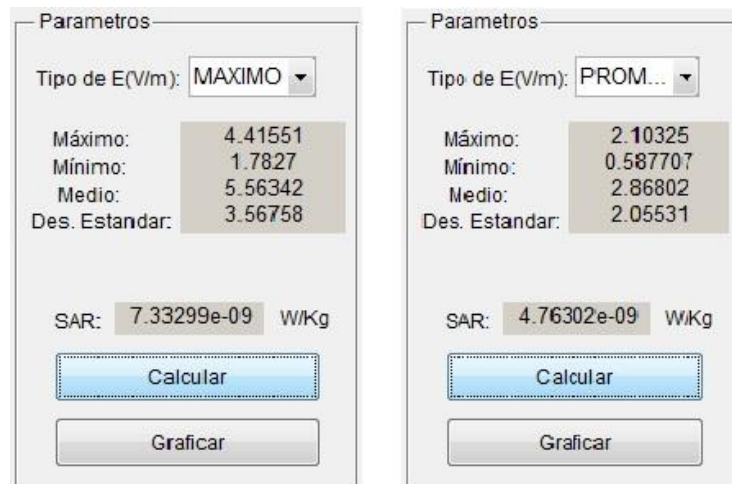 Parametros
Tipo de E(V/m): MAXIMO
Máximo: 4.41551
Mínimo: 1.7827
Medio: 5.56342
Des. Estandar: 3.56758
SAR: 7.33299e-09 W/Kg
Calcular
Graficar
Parametros
Tipo de E(V/m): PROM...
Máximo: 2.10325
Minimo: 0.587707
Medio: 2.86802
Des. Estandar: 2.05531
SAR: 4.76302e-09 W/Kg
Calcular
Graficar